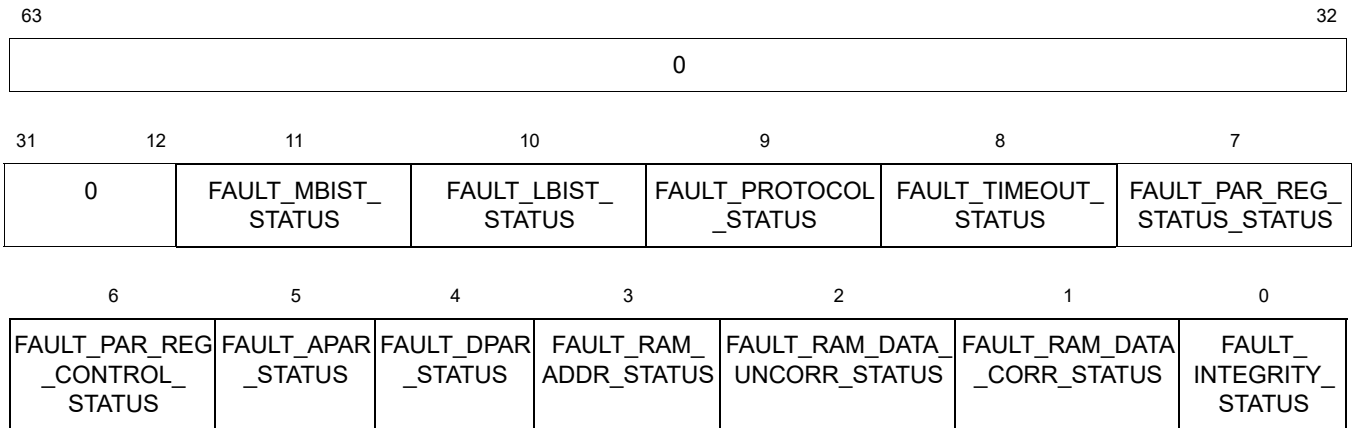 63 32
0
31 12 11 10 9 8 7
0 FAULT_MBIST_ FAULT_LBIST_ FAULT_PROTOCOL FAULT_TIMEOUT_ FAULT_PAR_REG_
STATUS STATUS _STATUS STATUS STATUS_STATUS
6 5 4 3 2 1 0
FAULT_PAR_REG FAULT_APAR FAULT_DPAR FAULT_RAM_ FAULT_RAM_DATA_ FAULT_RAM_DATA FAULT_
_CONTROL_ _STATUS _STATUS ADDR_STATUS UNCORR_STATUS _CORR_STATUS INTEGRITY_
STATUS STATUS